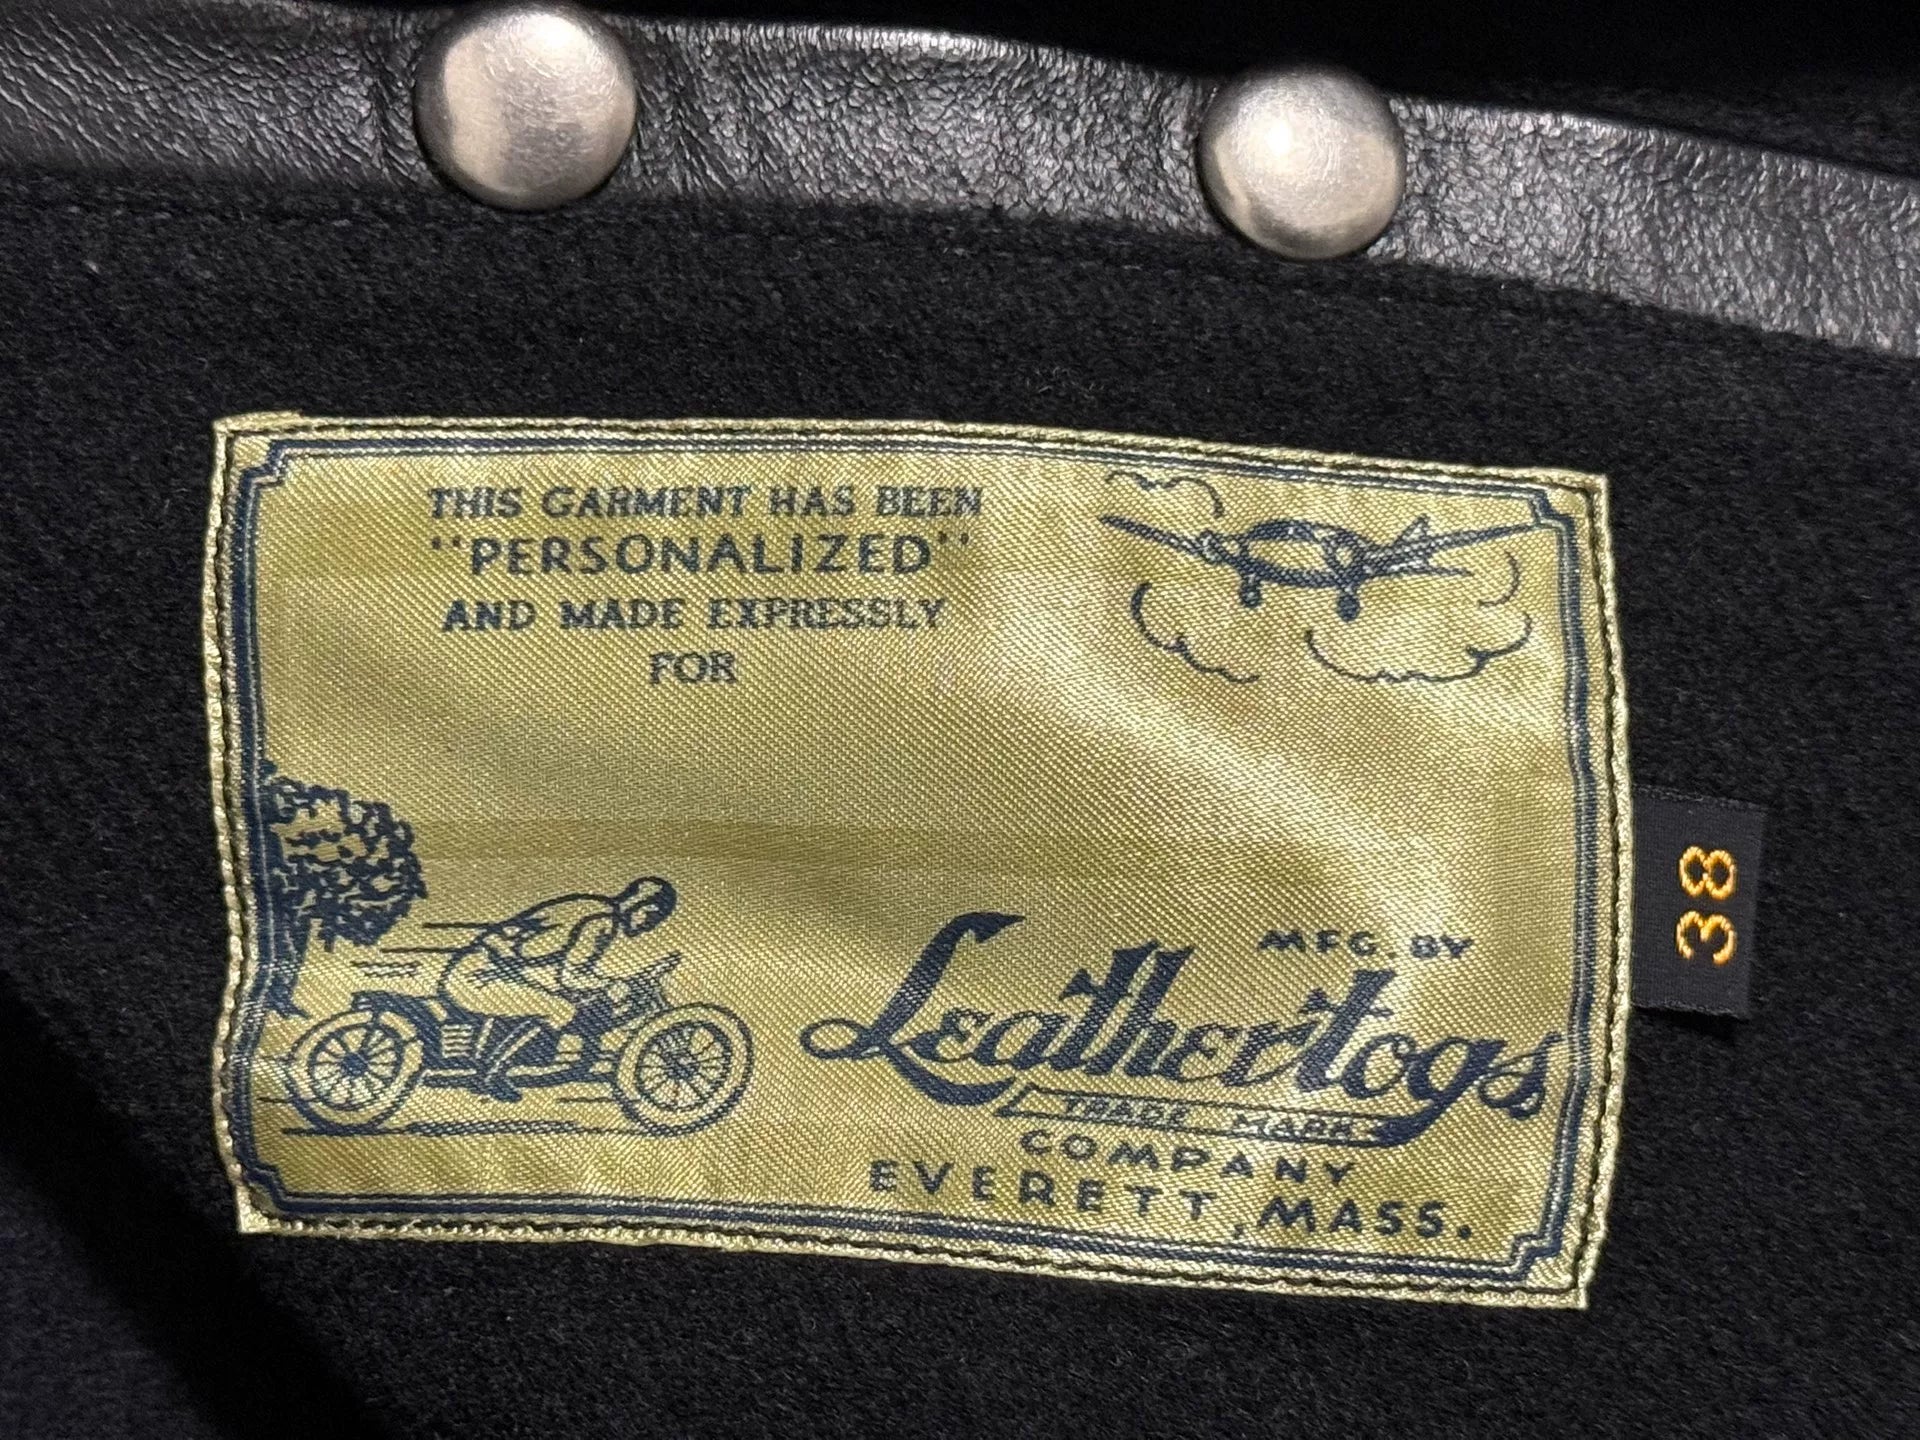 THIS GARMENT HAS BEEN
"PERSONALIZED"
AND MADE EXPRESSLY
FOR
MFG. BY
Leathertogs
TRADE MARK
COMPANY
EVERETT, MASS.
38